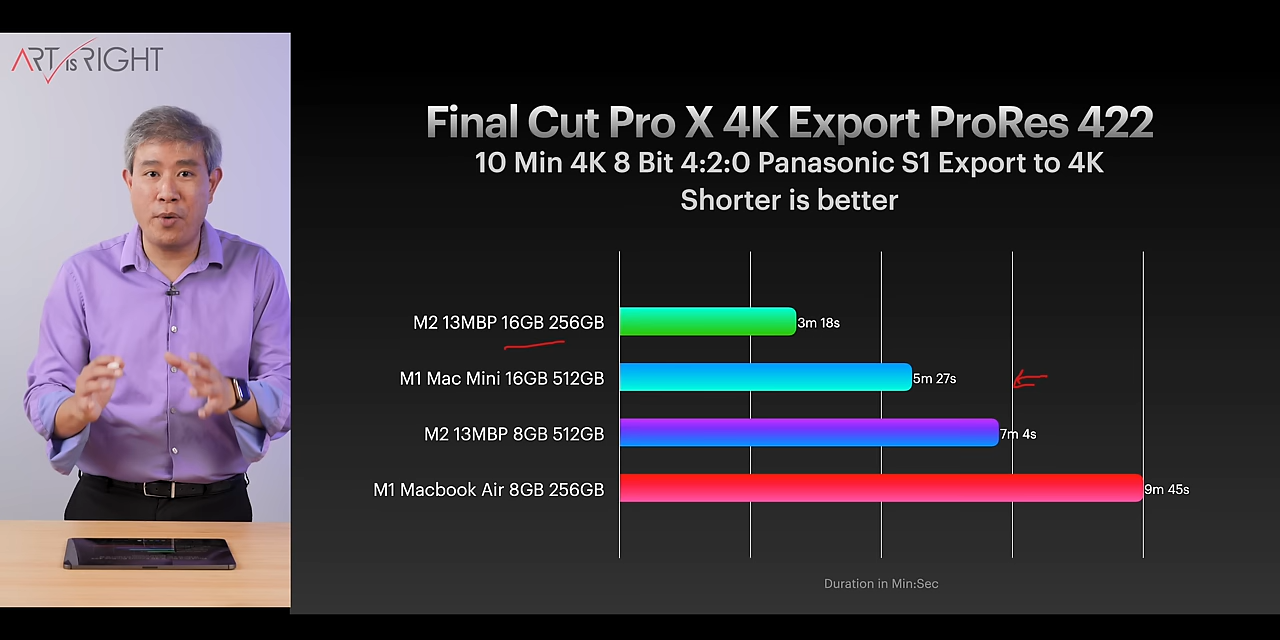 ART is RIGHT
Final Cut Pro X 4K Export ProRes 422
10 Min 4K 8 Bit 4:2:0 Panasonic S1 Export to 4K
Shorter is better
M2 13MBP 16GB 256GB 3m 18s
M1 Mac Mini 16GB 512GB 5m 27s
M2 13MBP 8GB 512GB 7m 4s
M1 Macbook Air 8GB 256GB 9m 45s
Duration in Min:Sec